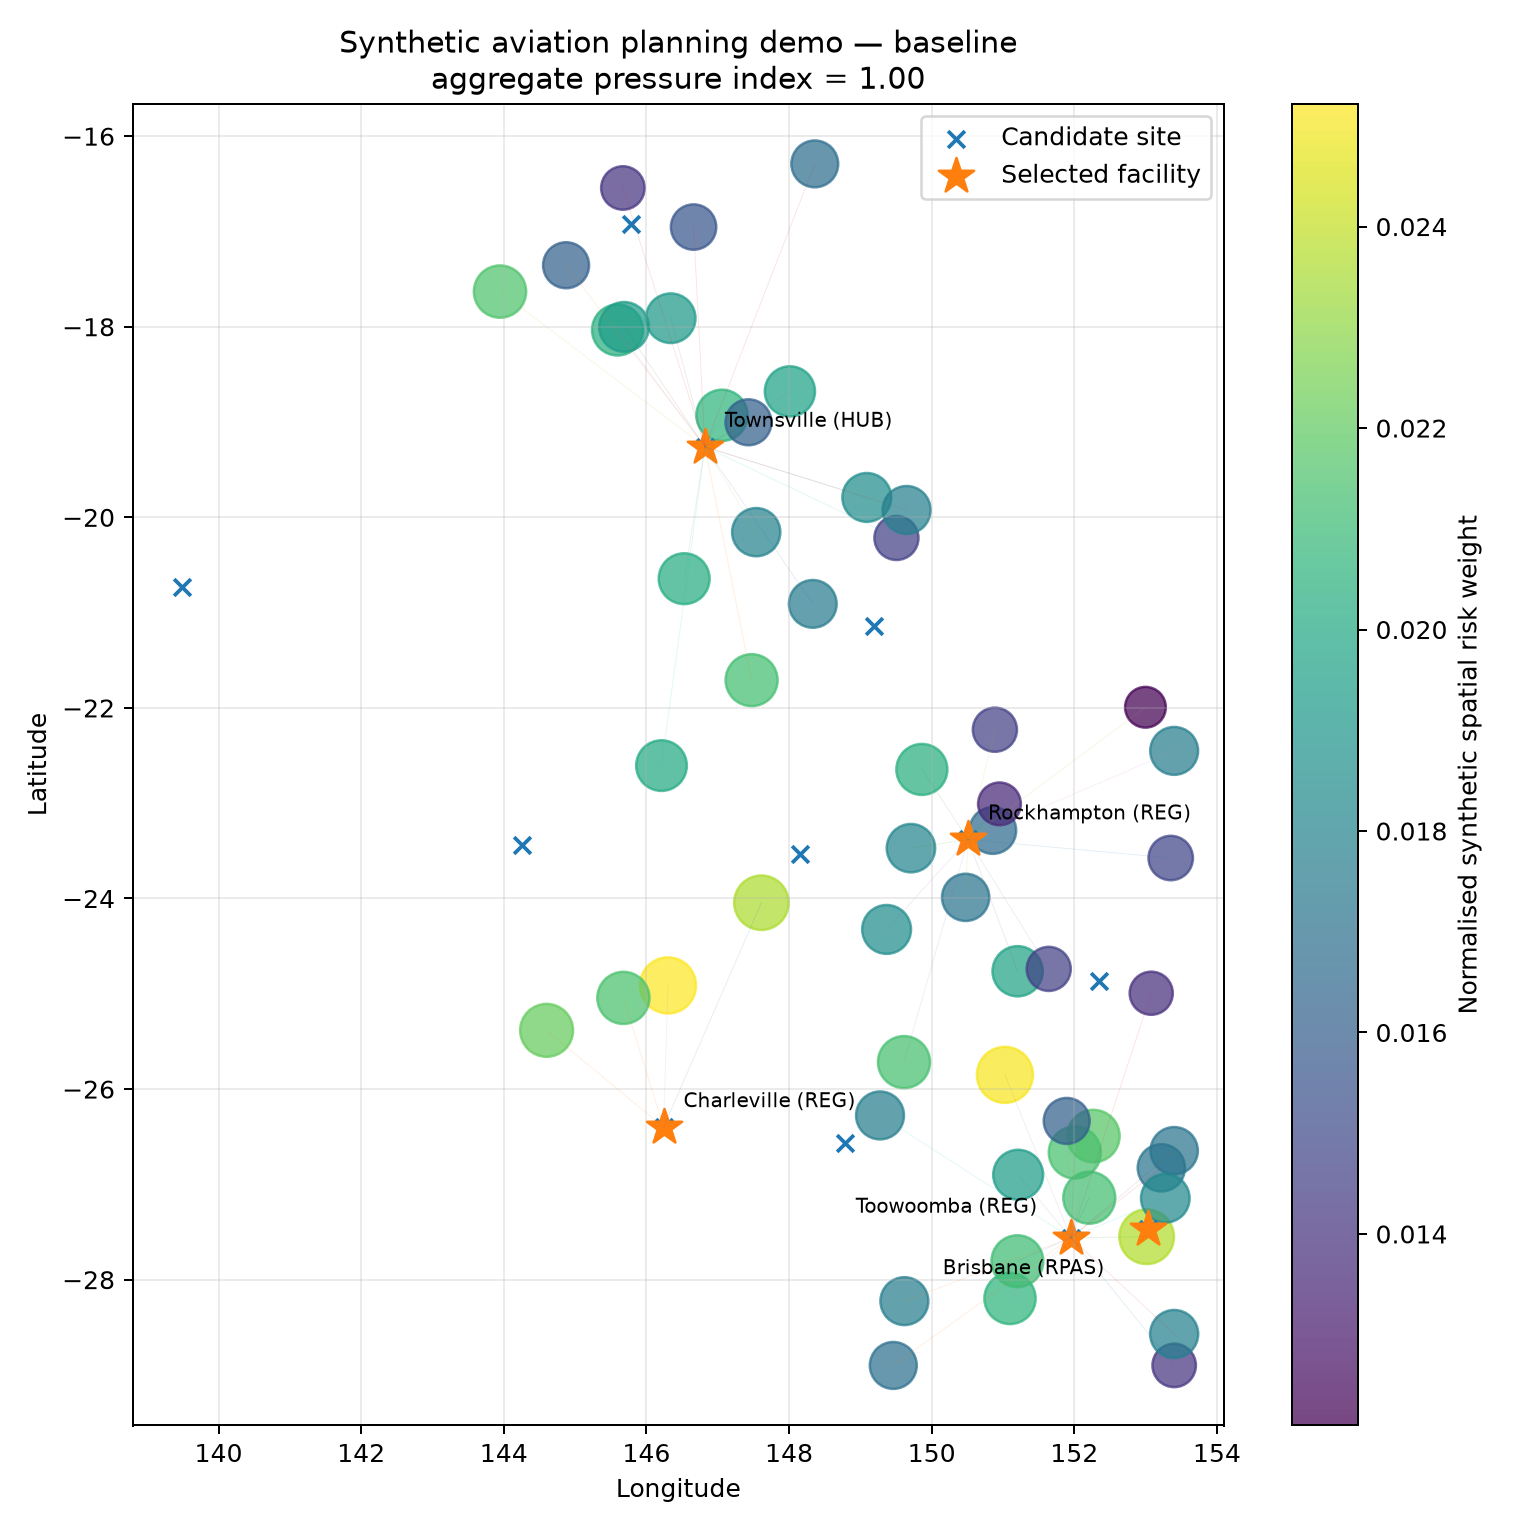 Synthetic aviation planning demo — baseline
aggregate pressure index = 1.00
Candidate site
Selected facility
−16
−18
−20
−22
−24
−26
−28
Latitude
Townsville (HUB)
Rockhampton (REG)
Charleville (REG)
Toowoomba (REG)
Brisbane (RPAS)
140
142
144
146
148
150
152
154
Longitude
0.024
0.022
0.020
0.018
0.016
0.014
Normalised synthetic spatial risk weight